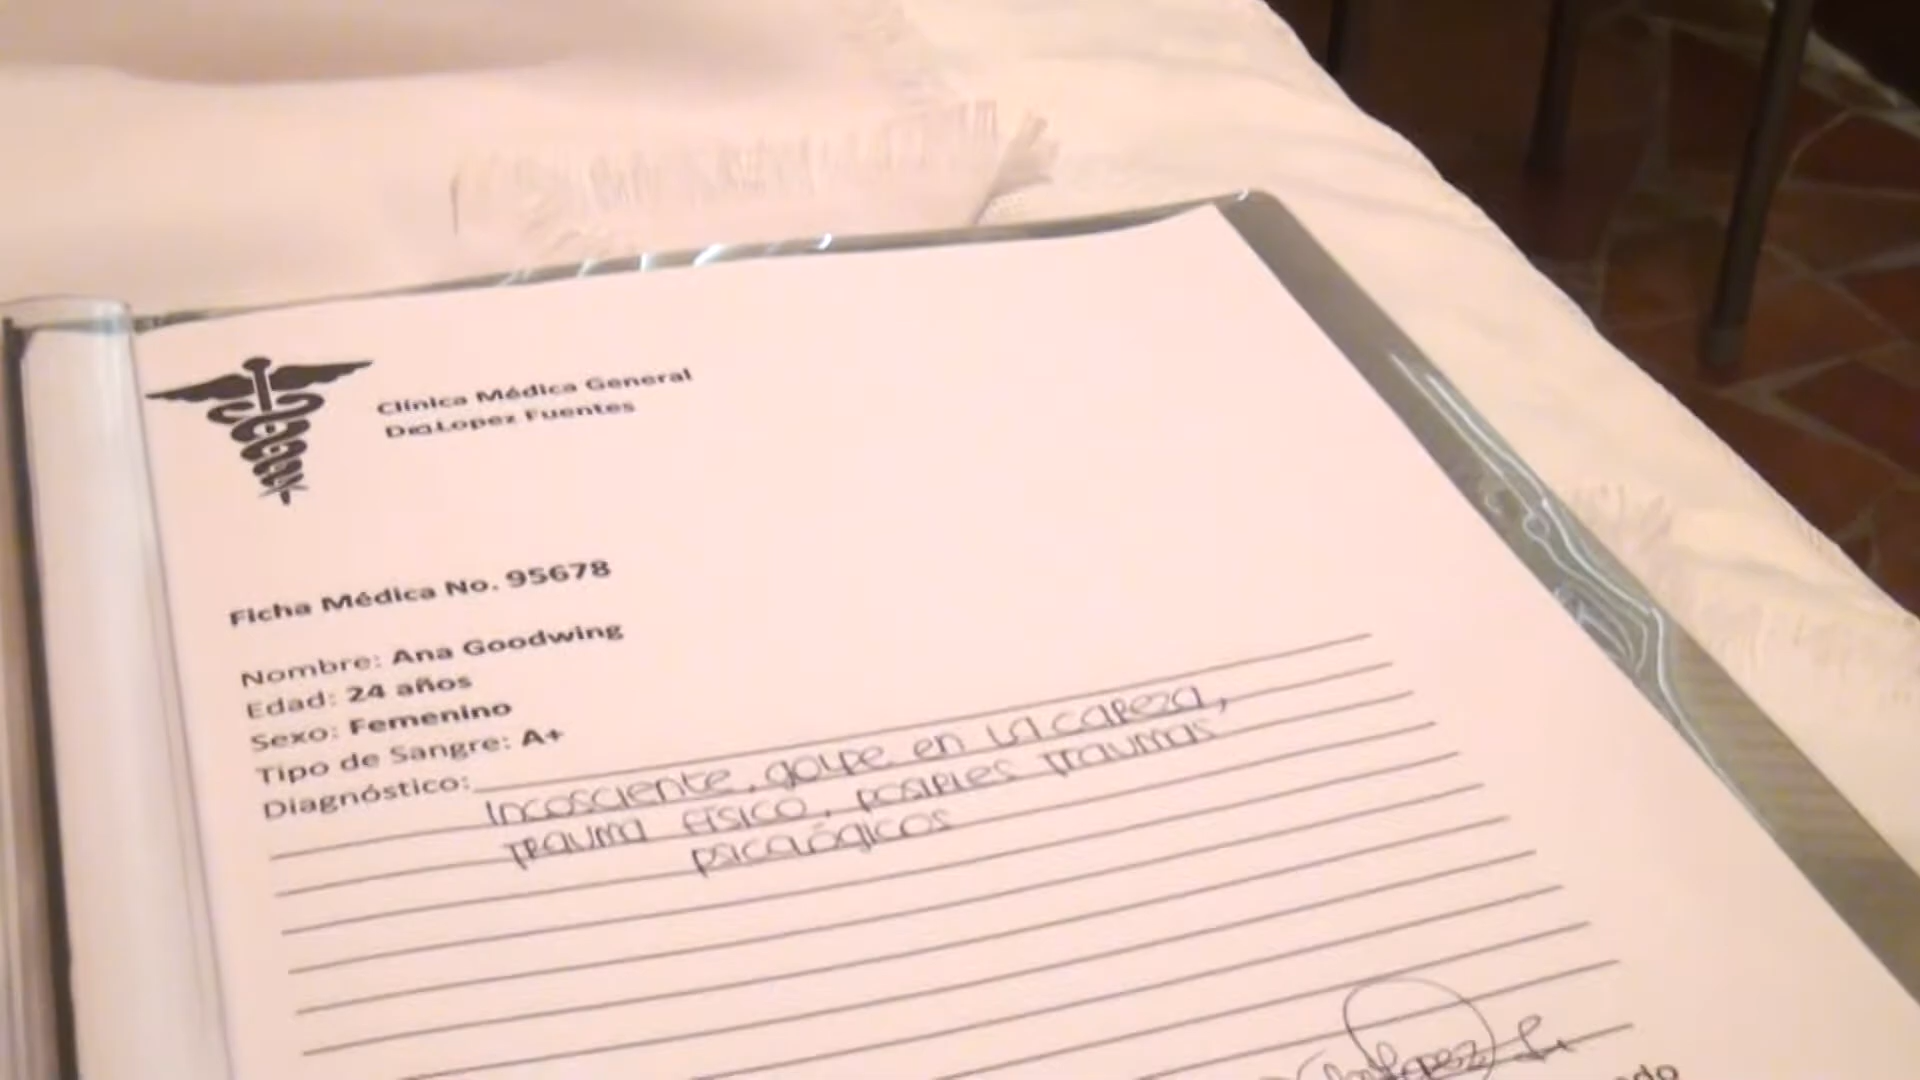 Clínica Médica General
Dr. Lopez Fuentes
Ficha Médica No. 95678
Nombre: Ana Goodwing
Edad: 24 años
Sexo: Femenino
Tipo de Sangre: A+
Diagnóstico:
Incosciente, golpe en la cabeza,
trauma físico, posibles traumas
psicológicos